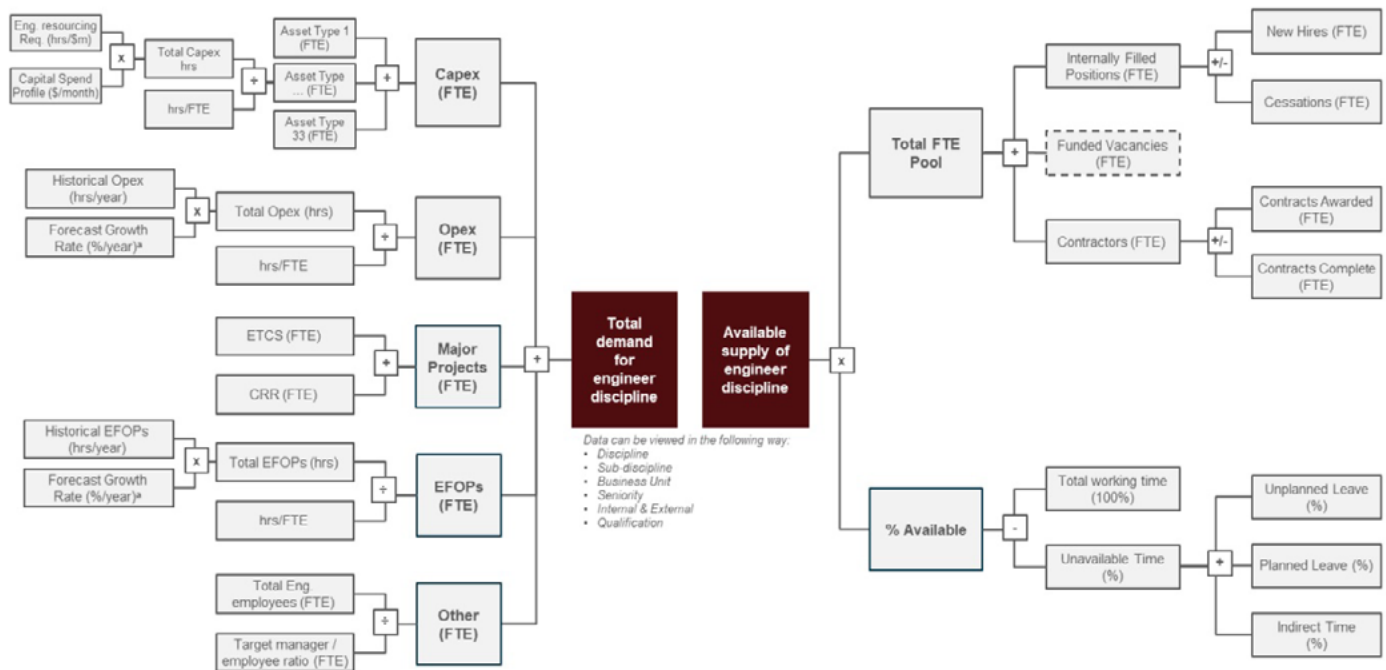 Eng. resourcing
Req. (hrs/$m)
x
Capital Spend
Profile ($/month)
Total Capex
hrs
÷
hrs/FTE
Asset Type 1
(FTE)
Asset Type
... (FTE)
+
Asset Type
33 (FTE)
Capex
(FTE)
Historical Opex
(hrs/year)
x
Forecast Growth
Rate (%/year)ª
Total Opex (hrs)
÷
hrs/FTE
Opex
(FTE)
ETCS (FTE)
+
CRR (FTE)
Major
Projects
(FTE)
Historical EFOPs
(hrs/year)
x
Forecast Growth
Rate (%/year)ª
Total EFOPs (hrs)
÷
hrs/FTE
EFOPs
(FTE)
Total Eng.
employees (FTE)
÷
Target manager /
employee ratio (FTE)
Other
(FTE)
+
Total
demand
for
engineer
discipline
Available
supply of
engineer
discipline
Data can be viewed in the following way:
• Discipline
• Sub-discipline
• Business Unit
• Seniority
• Internal & External
• Qualification
x
Total FTE
Pool
+
Internally Filled
Positions (FTE)
+/-
New Hires (FTE)
Cessations (FTE)
Funded Vacancies
(FTE)
Contractors (FTE)
+/-
Contracts Awarded
(FTE)
Contracts Complete
(FTE)
% Available
-
Total working time
(100%)
Unavailable Time
(%)
+
Unplanned Leave
(%)
Planned Leave (%)
Indirect Time
(%)